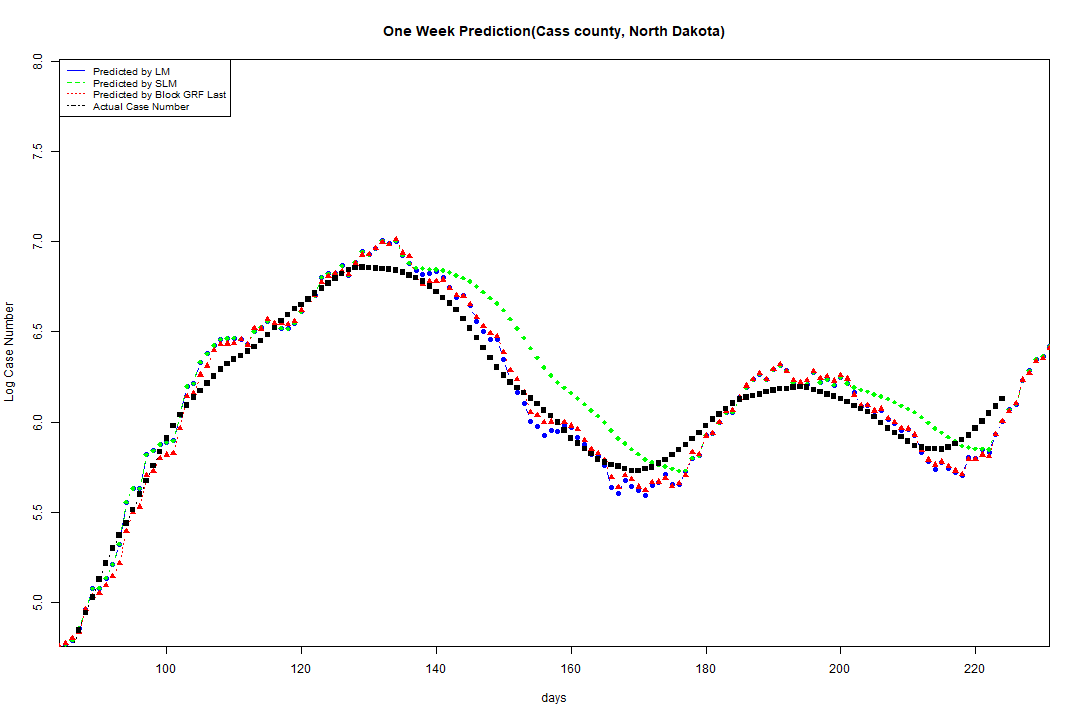 One Week Prediction(Cass county, North Dakota)
Predicted by LM
Predicted by SLM
Predicted by Block GRF Last
Actual Case Number
8.0
7.5
7.0
6.5
6.0
5.5
5.0
Log Case Number
100 120 140 160 180 200 220
days